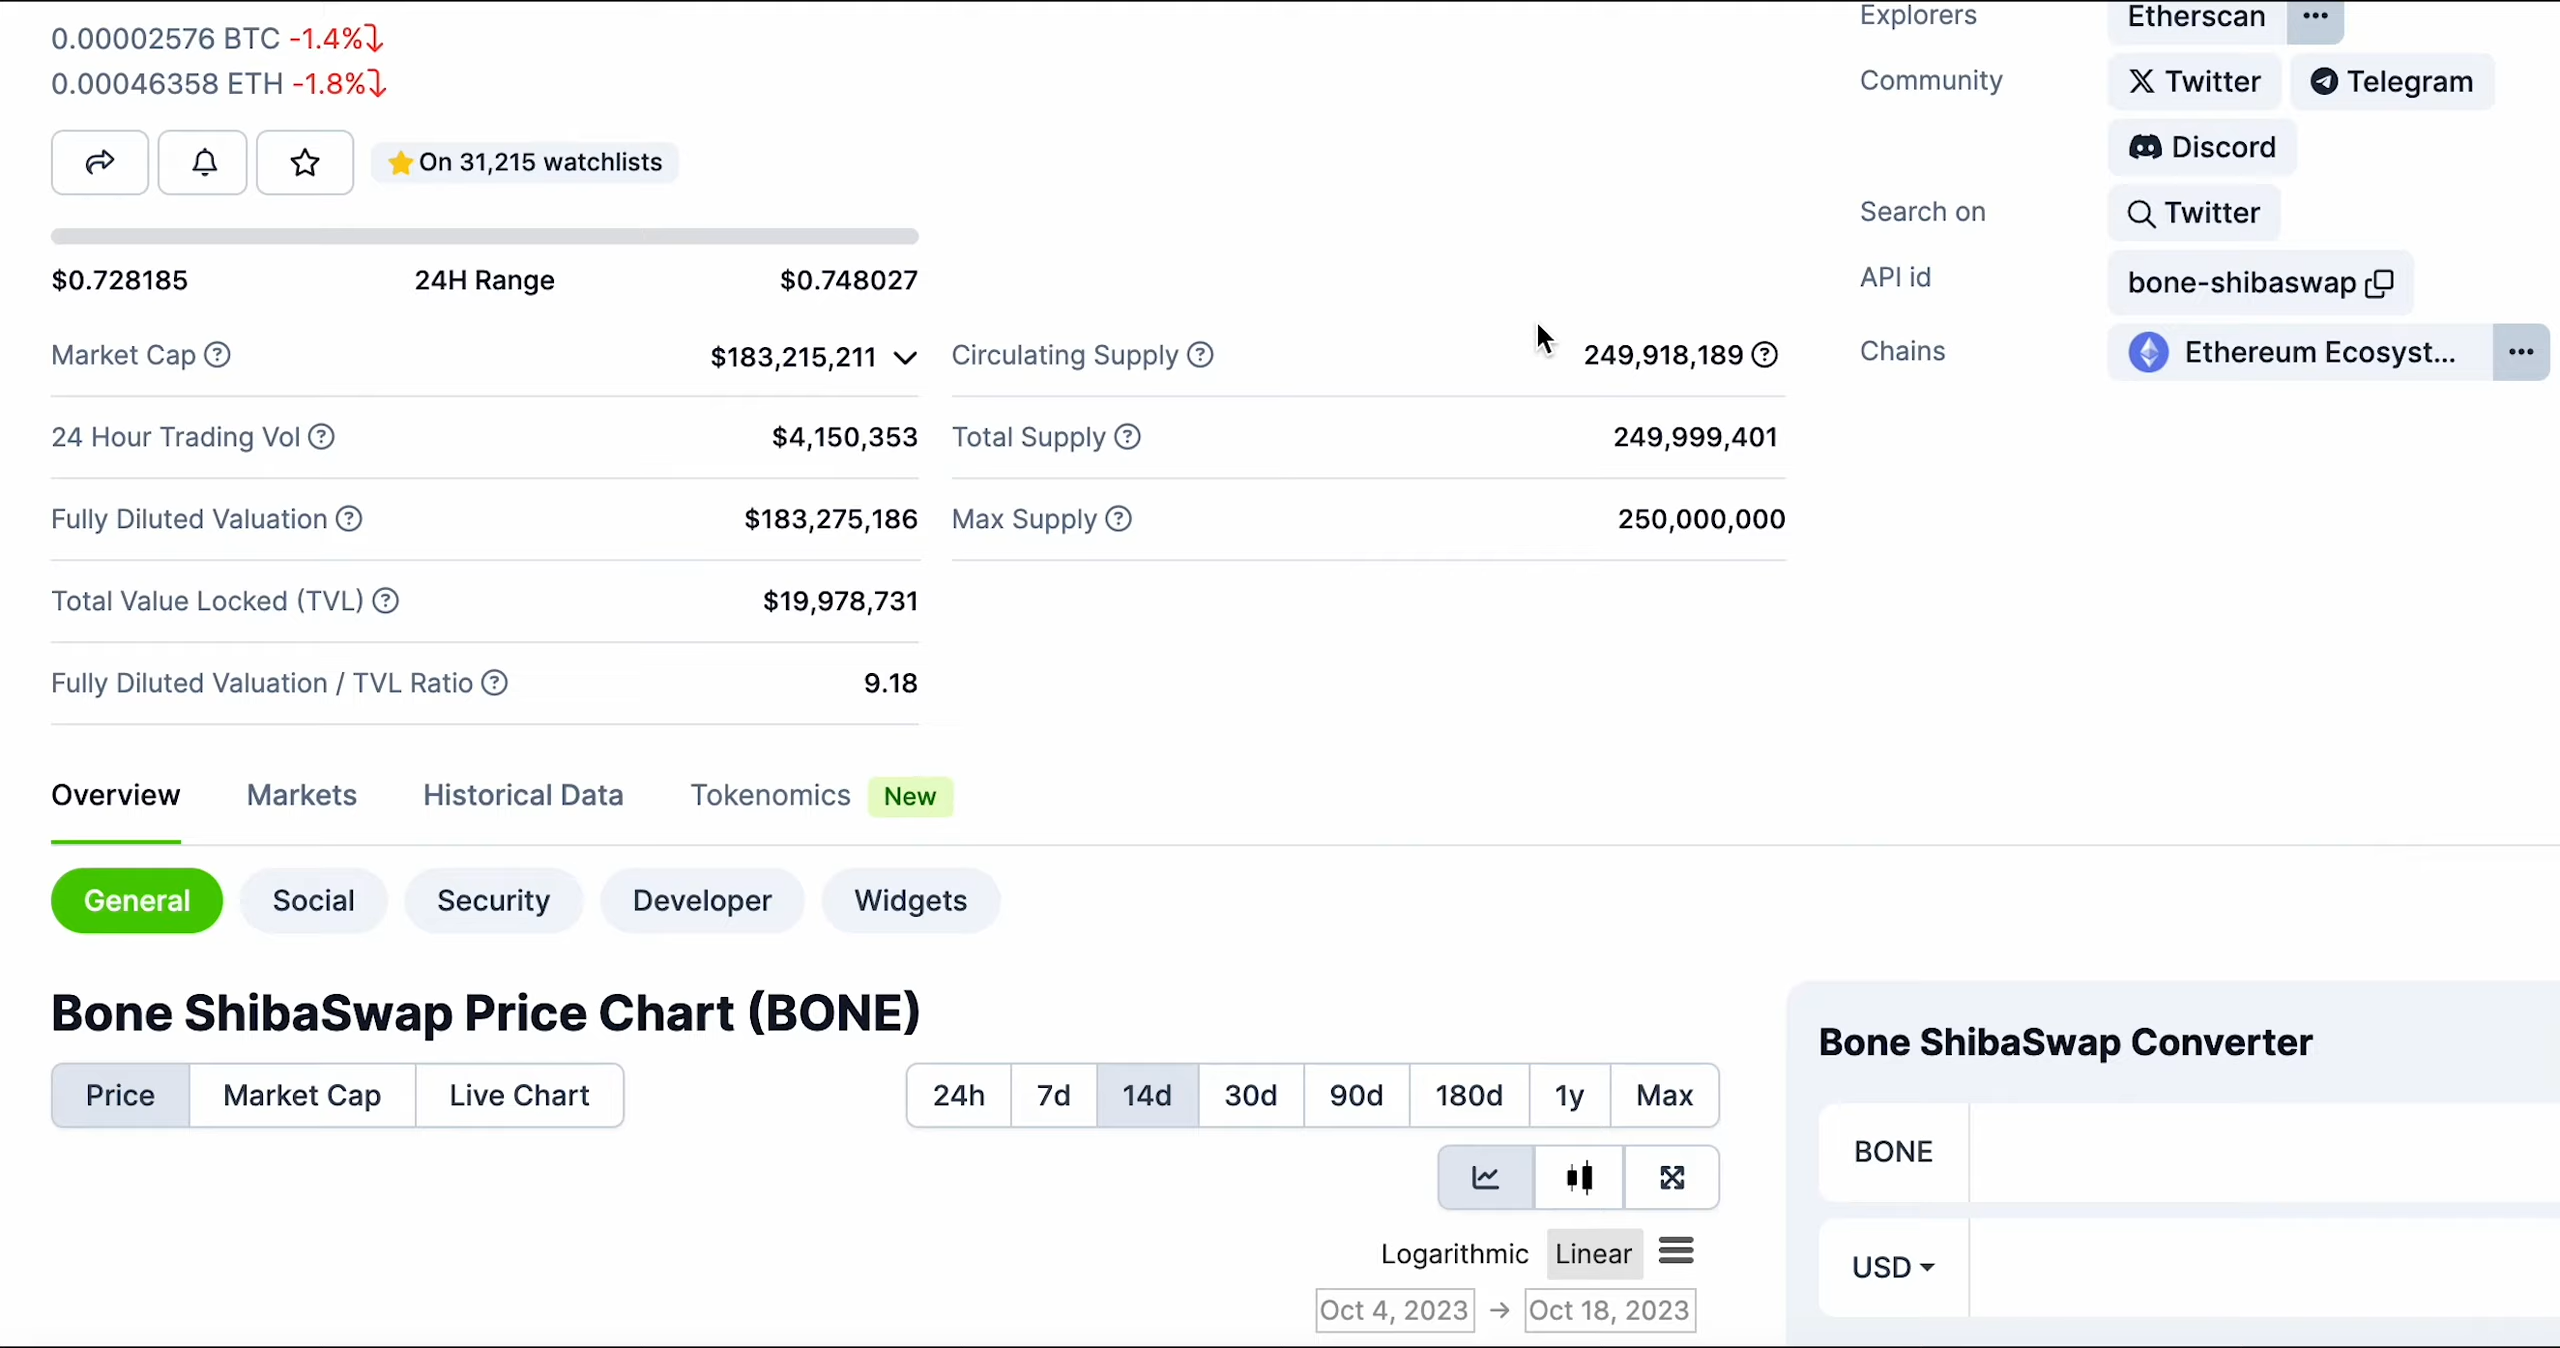 0.00002576 BTC -1.4%
0.00046358 ETH -1.8%
On 31,215 watchlists
$0.728185 24H Range $0.748027
Market Cap $183,215,211
24 Hour Trading Vol $4,150,353
Fully Diluted Valuation $183,275,186
Total Value Locked (TVL) $19,978,731
Fully Diluted Valuation / TVL Ratio 9.18
Circulating Supply 249,918,189
Total Supply 249,999,401
Max Supply 250,000,000
Explorers Etherscan
Community Twitter Telegram
Discord
Search on Twitter
API id bone-shibaswap
Chains Ethereum Ecosyst...
Overview Markets Historical Data Tokenomics New
General Social Security Developer Widgets
Bone ShibaSwap Price Chart (BONE)
Price Market Cap Live Chart 24h 7d 14d 30d 90d 180d 1y Max
Logarithmic Linear
Oct 4, 2023 → Oct 18, 2023
Bone ShibaSwap Converter
BONE
USD